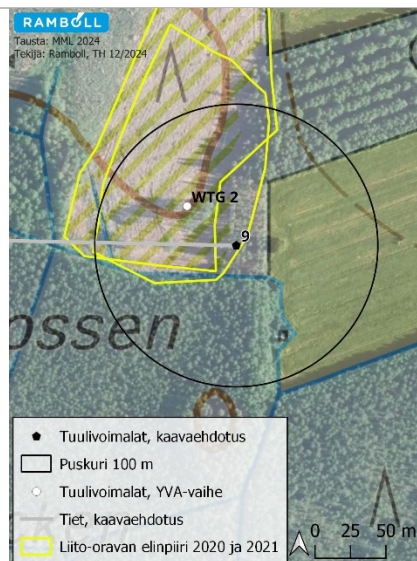 RAMBOLL
Tausta: MML 2024
Tekijä: Ramboll, TH 12/2024
WTG 2
9
ossen
Tuulivoimalat, kaavaehdotus
Puskuri 100 m
Tuulivoimalat, YVA-vaihe
Tiet, kaavaehdotus
Liito-oravan elinpiiri 2020 ja 2021
0 25 50 m